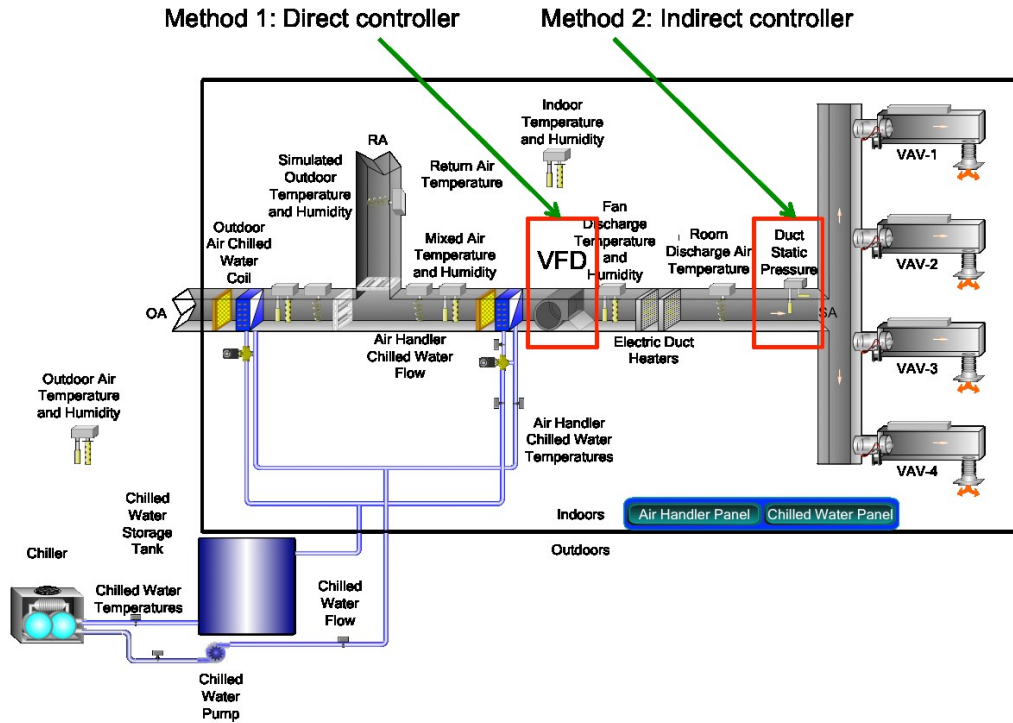 Method 1: Direct controller
Method 2: Indirect controller
Indoor
Temperature
and Humidity
RA
Simulated
Outdoor
Temperature
and Humidity
Return Air
Temperature
VAV-1
Outdoor
Air Chilled
Water
Coil
Mixed Air
Temperature
and Humidity
VFD
Fan
Discharge
Temperature
and
Humidity
Room
Discharge Air
Temperature
Duct
Static
Pressure
VAV-2
OA
SA
Air Handler
Chilled Water
Flow
Electric Duct
Heaters
VAV-3
Outdoor Air
Temperature
and Humidity
Air Handler
Chilled Water
Temperatures
VAV-4
Chilled
Water
Storage
Tank
Indoors
Air Handler Panel
Chilled Water Panel
Outdoors
Chiller
Chilled Water
Temperatures
Chilled
Water
Flow
Chilled
Water
Pump